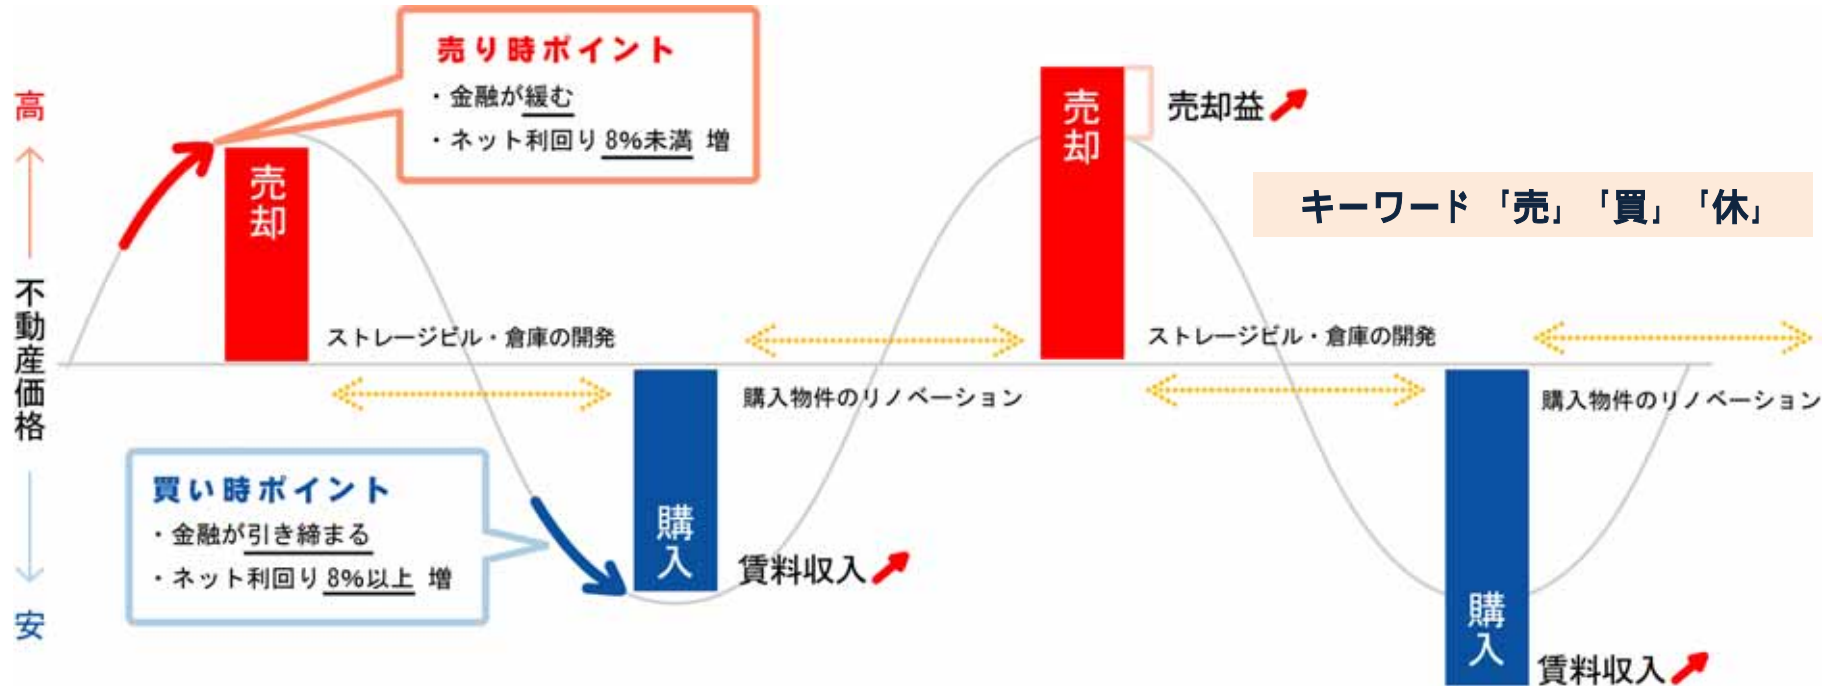 売り時ポイント
・金融が緩む
・ネット利回り 8%未満 増
高
不動産価格
安
売却
売却
売却益
キーワード 「売」 「買」 「休」
ストレージビル・倉庫の開発
ストレージビル・倉庫の開発
購入物件のリノベーション
購入物件のリノベーション
買い時ポイント
・金融が引き締まる
・ネット利回り 8%以上 増
購入
賃料収入
購入
賃料収入